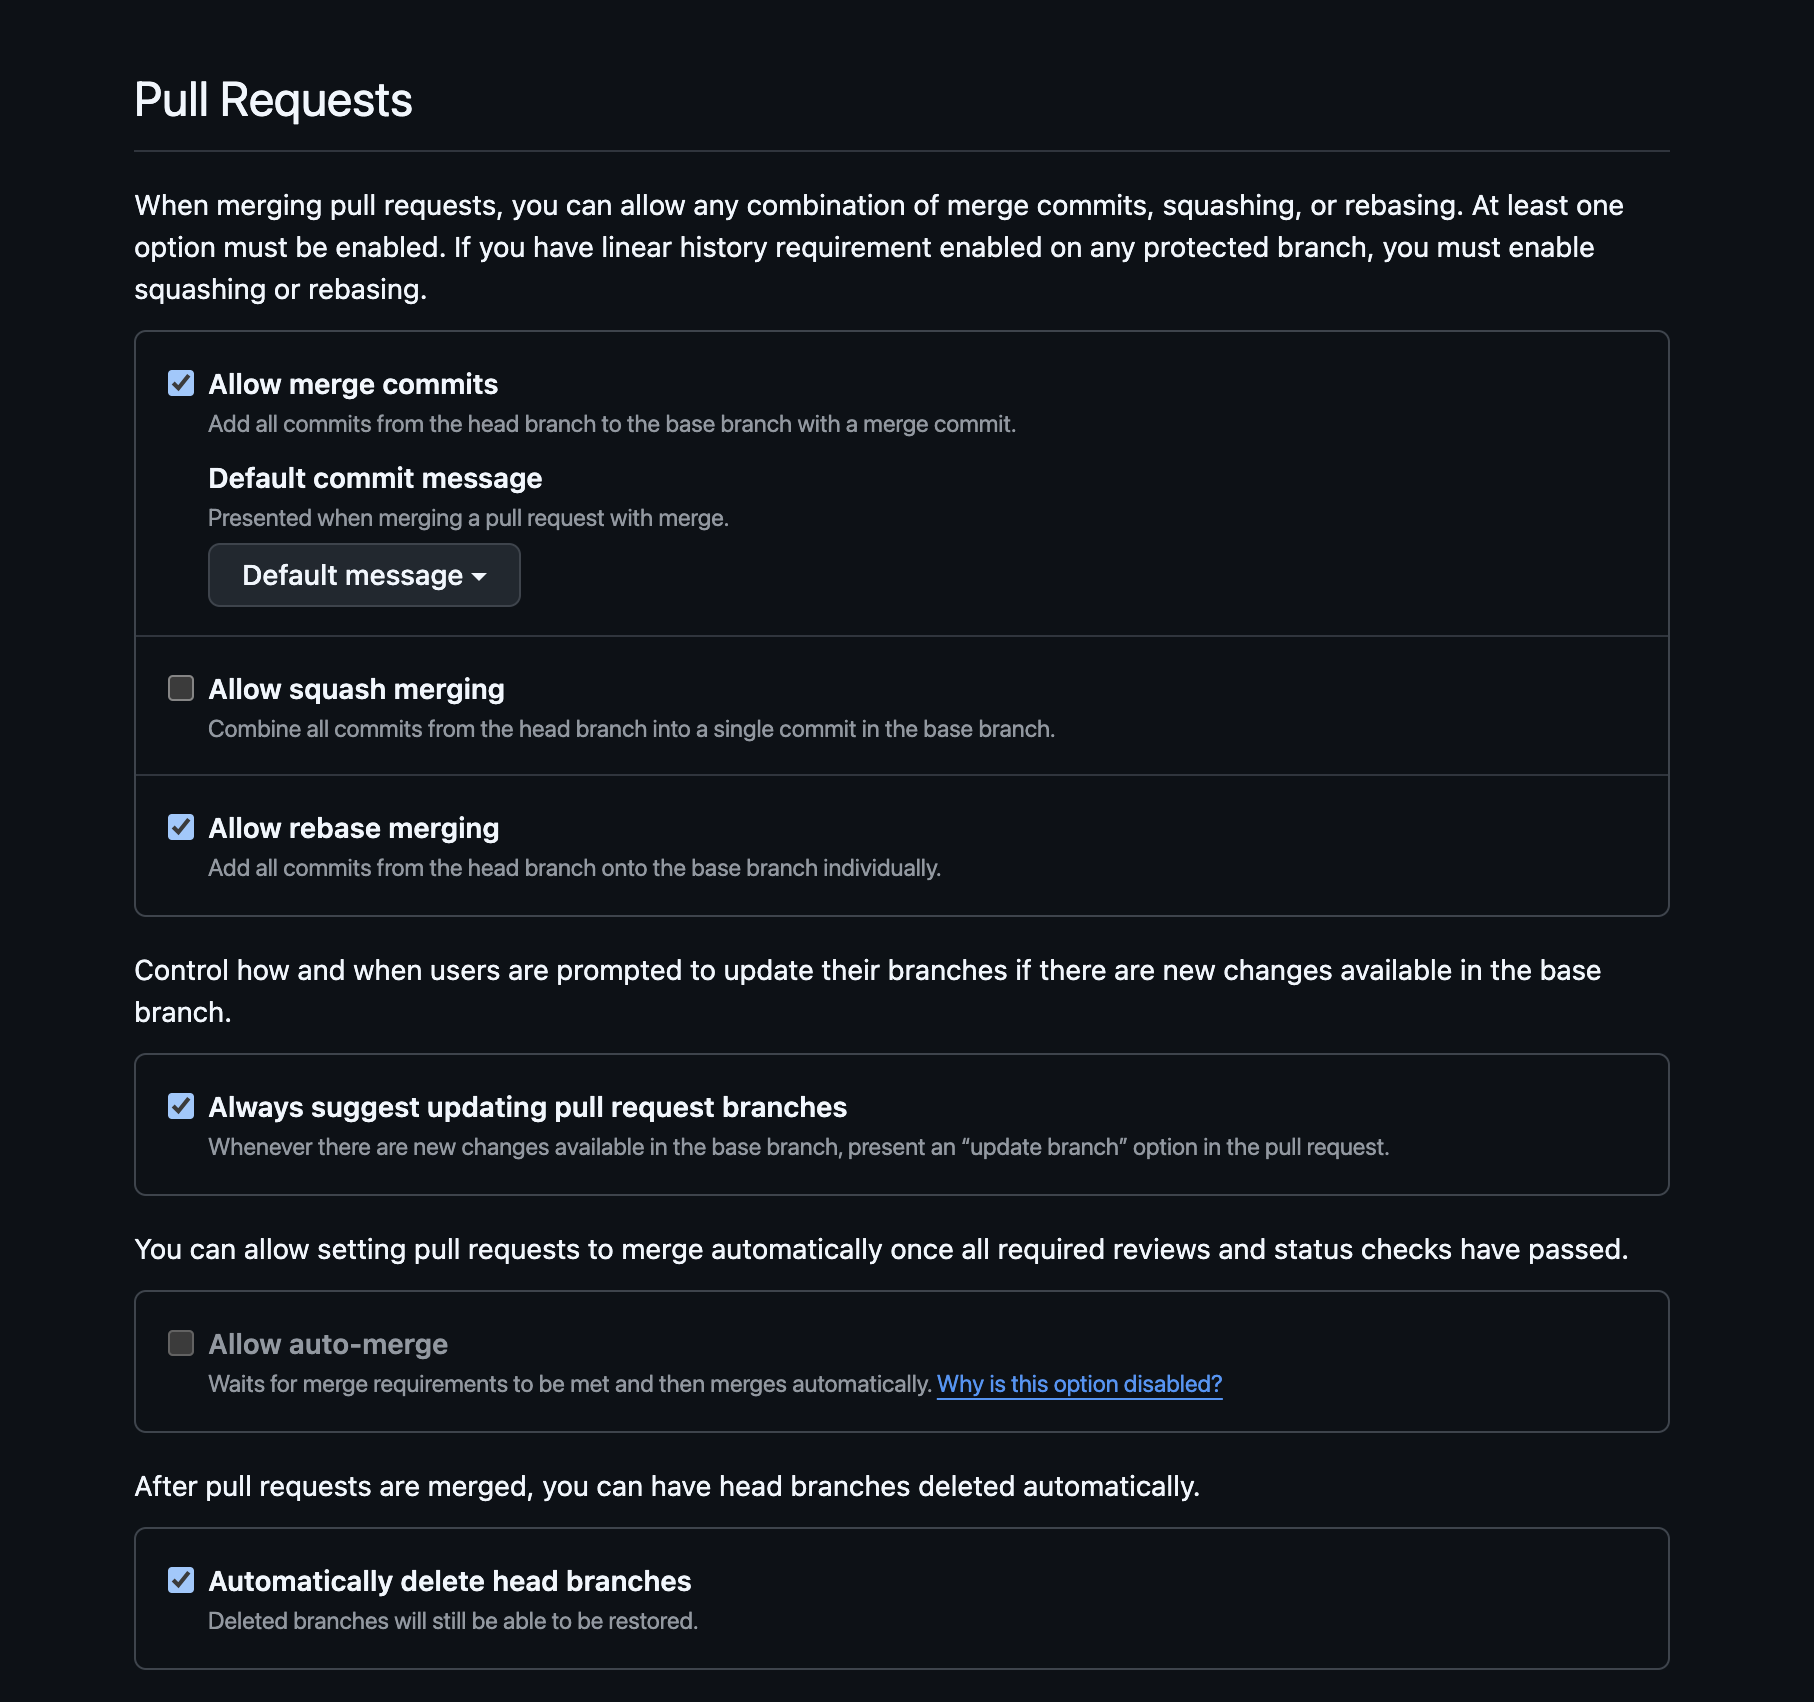 Pull Requests
When merging pull requests, you can allow any combination of merge commits, squashing, or rebasing. At least one
option must be enabled. If you have linear history requirement enabled on any protected branch, you must enable
squashing or rebasing.
Allow merge commits
Add all commits from the head branch to the base branch with a merge commit.
Default commit message
Presented when merging a pull request with merge.
Default message
Allow squash merging
Combine all commits from the head branch into a single commit in the base branch.
Allow rebase merging
Add all commits from the head branch onto the base branch individually.
Control how and when users are prompted to update their branches if there are new changes available in the base
branch.
Always suggest updating pull request branches
Whenever there are new changes available in the base branch, present an “update branch” option in the pull request.
You can allow setting pull requests to merge automatically once all required reviews and status checks have passed.
Allow auto-merge
Waits for merge requirements to be met and then merges automatically. Why is this option disabled?
After pull requests are merged, you can have head branches deleted automatically.
Automatically delete head branches
Deleted branches will still be able to be restored.